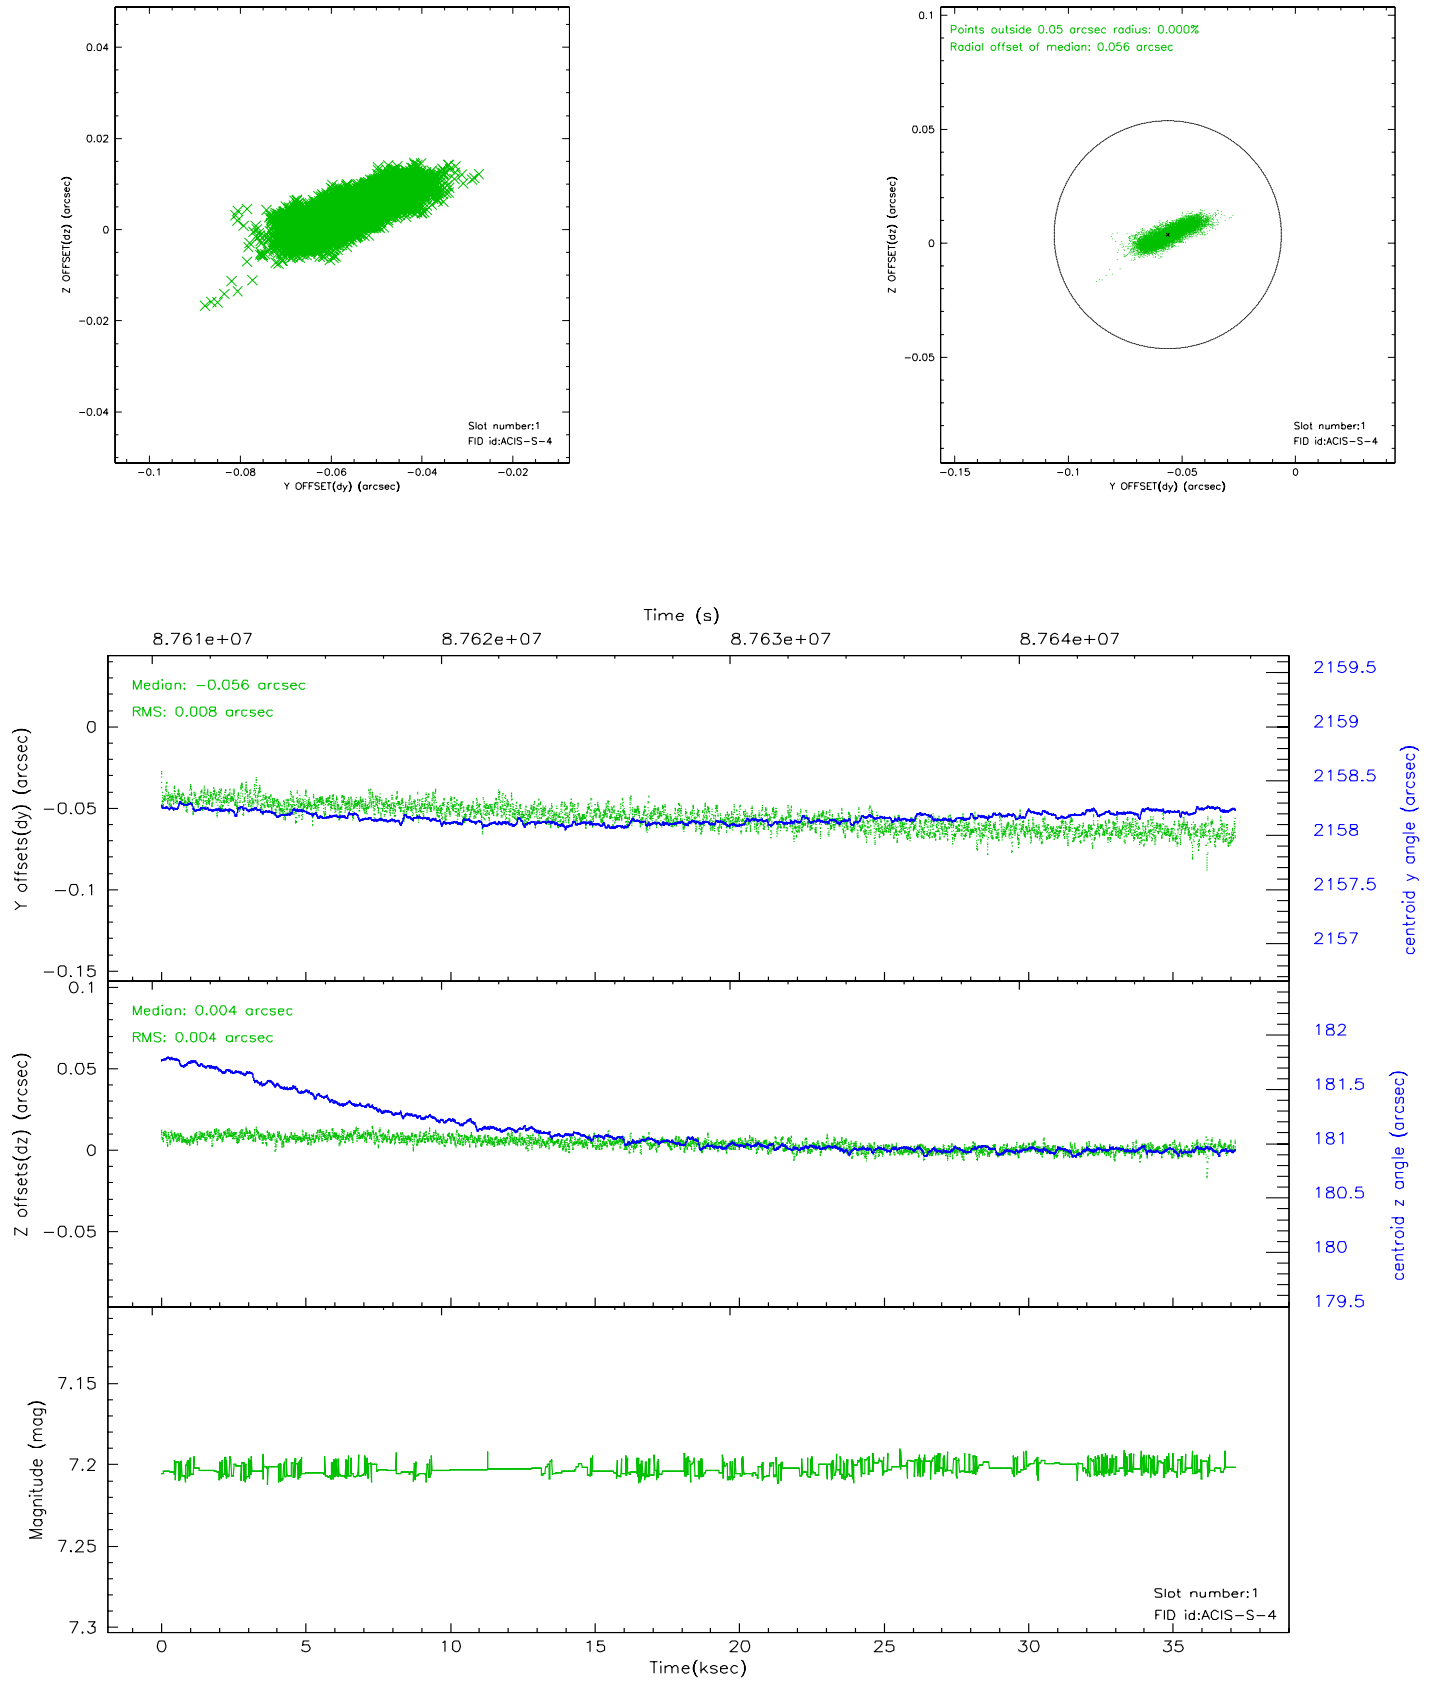 0.04
0.02
0
−0.02
−0.04
Z OFFSET(dz) (arcsec)
Slot number:1
FID id:ACIS−S−4
−0.1
−0.08
−0.06
−0.04
−0.02
Y OFFSET(dy) (arcsec)
0.1
0.05
0
−0.05
Z OFFSET(dz) (arcsec)
Points outside 0.05 arcsec radius: 0.000%
Radial offset of median: 0.056 arcsec
Slot number:1
FID id:ACIS−S−4
−0.15
−0.1
−0.05
0
Y OFFSET(dy) (arcsec)
Time (s)
8.761e+07
8.762e+07
8.763e+07
8.764e+07
Median: −0.056 arcsec
RMS: 0.008 arcsec
0
−0.05
−0.1
−0.15
Y offsets(dy) (arcsec)
2159.5
2159
2158.5
2158
2157.5
2157
centroid y angle (arcsec)
Median: 0.004 arcsec
RMS: 0.004 arcsec
0.1
0.05
0
−0.05
Z offsets(dz) (arcsec)
182
181.5
181
180.5
180
179.5
centroid z angle (arcsec)
7.15
7.2
7.25
7.3
Magnitude (mag)
Slot number:1
FID id:ACIS−S−4
0
5
10
15
20
25
30
35
Time(ksec)